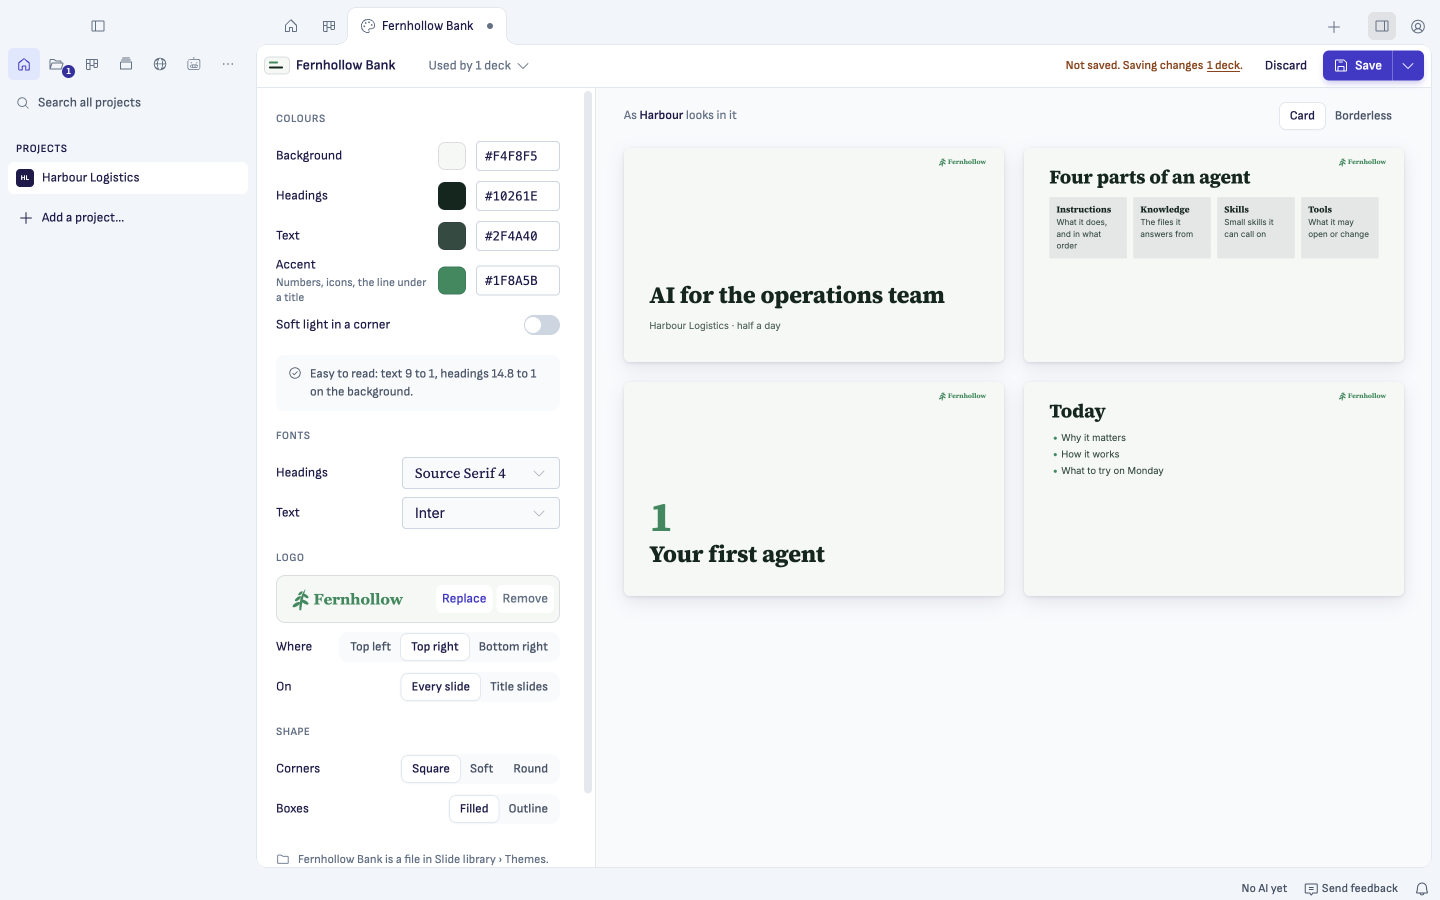 Fernhollow Bank
1
Search all projects
PROJECTS
HL
Harbour Logistics
Add a project...
Fernhollow Bank
Used by 1 deck
Not saved. Saving changes 1 deck.
Discard
Save
COLOURS
Background
#F4F8F5
Headings
#10261E
Text
#2F4A40
Accent
Numbers, icons, the line under
a title
#1F8A5B
Soft light in a corner
Easy to read: text 9 to 1, headings 14.8 to 1
on the background.
FONTS
Headings
Source Serif 4
Text
Inter
LOGO
Fernhollow
Replace
Remove
Where
Top left
Top right
Bottom right
On
Every slide
Title slides
SHAPE
Corners
Square
Soft
Round
Boxes
Filled
Outline
Fernhollow Bank is a file in Slide library › Themes.
As Harbour looks in it
Card
Borderless
Fernhollow
AI for the operations team
Harbour Logistics · half a day
Fernhollow
Four parts of an agent
Instructions
What it does,
and in what
order
Knowledge
The files it
answers from
Skills
Small skills it
can call on
Tools
What it may
open or change
Fernhollow
1
Your first agent
Fernhollow
Today
• Why it matters
• How it works
• What to try on Monday
No AI yet
Send feedback